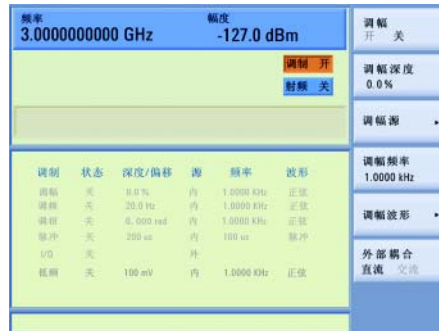 频率
3.0000000000 GHz
幅度
-127.0 dBm
调制 开
射频 关
调制 状态 深度/偏移 源 频率 波形
调幅 关 0.0 % 内 1.0000 KHz 正弦
调频 关 20.0 Hz 内 1.0000 KHz 正弦
调相 关 0.000 rad 内 1.0000 KHz 正弦
脉冲 关 200 us 内 100 us 脉冲
I/Q 关 外
低频 关 100 mV 内 1.0000 KHz 正弦
调幅
开 关
调幅深度
0.0%
调幅源
调幅频率
1.0000 kHz
调幅波形
外部耦合
直流 交流